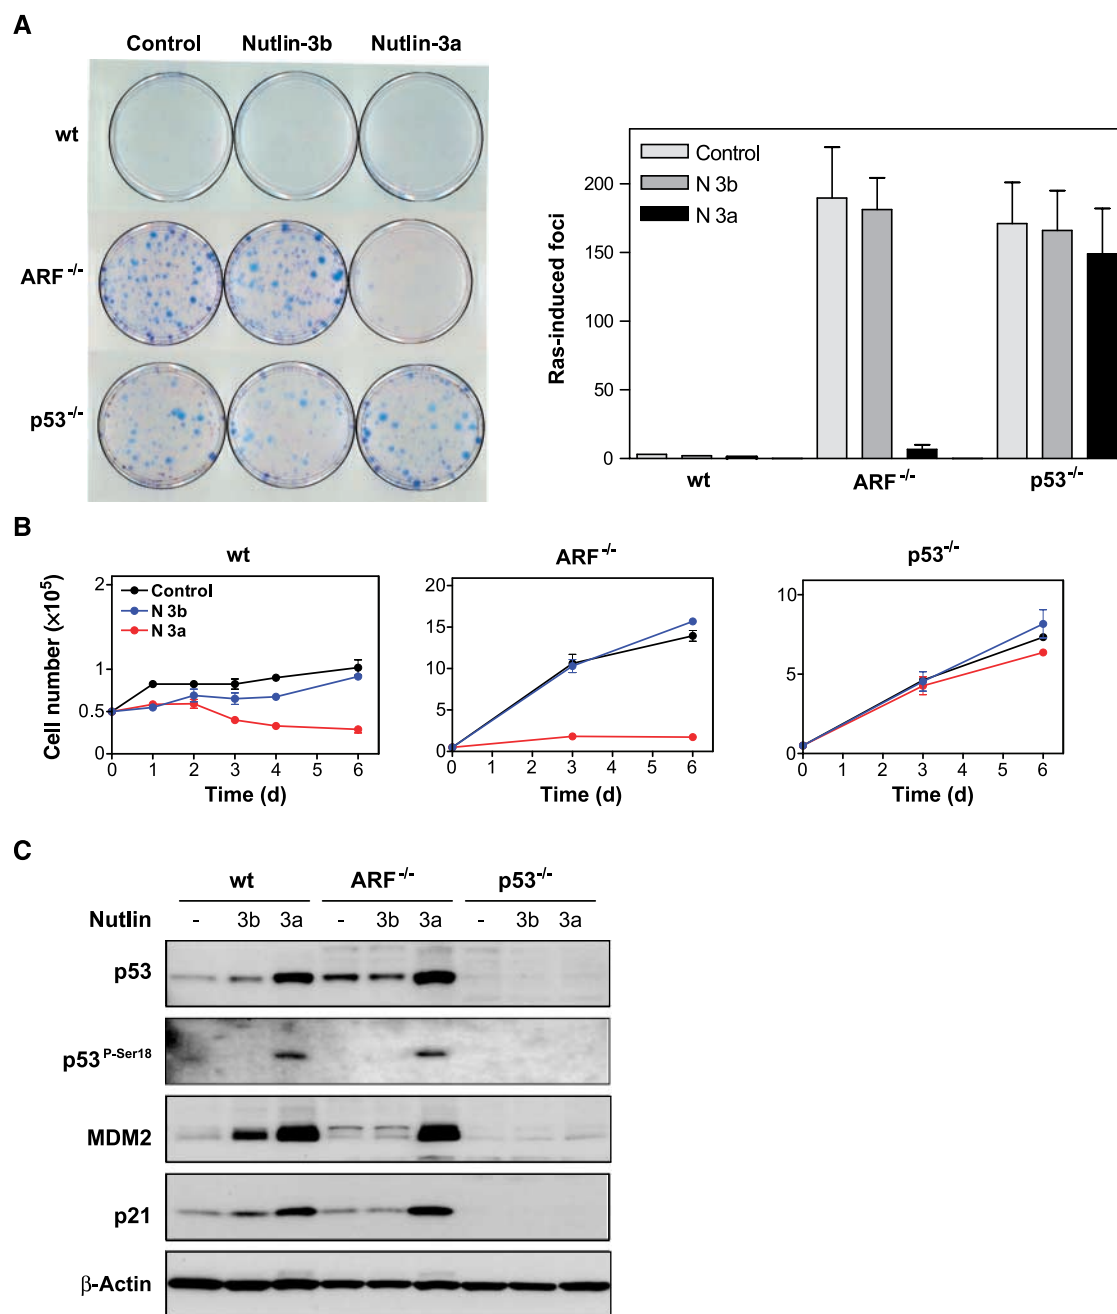 A
Control Nutlin-3b Nutlin-3a
wt
ARF-/-
p53-/-
Ras-induced foci
200
150
100
50
0
Control
N 3b
N 3a
wt ARF-/- p53-/-
B
wt
Cell number (×10⁵)
2
1
0.5
0
Control
N 3b
N 3a
0 1 2 3 4 5 6
Time (d)
ARF-/-
20
15
10
5
0
0 1 2 3 4 5 6
Time (d)
p53-/-
10
5
0
0 1 2 3 4 5 6
Time (d)
C
wt ARF-/- p53-/-
Nutlin - 3b 3a - 3b 3a - 3b 3a
p53
p53 P-Ser18
MDM2
p21
β-Actin